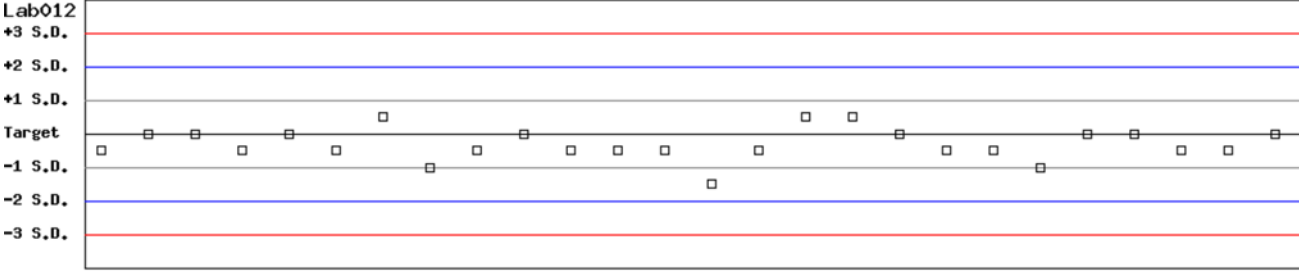 Lab012
+3 S.D.
+2 S.D.
+1 S.D.
Target
-1 S.D.
-2 S.D.
-3 S.D.